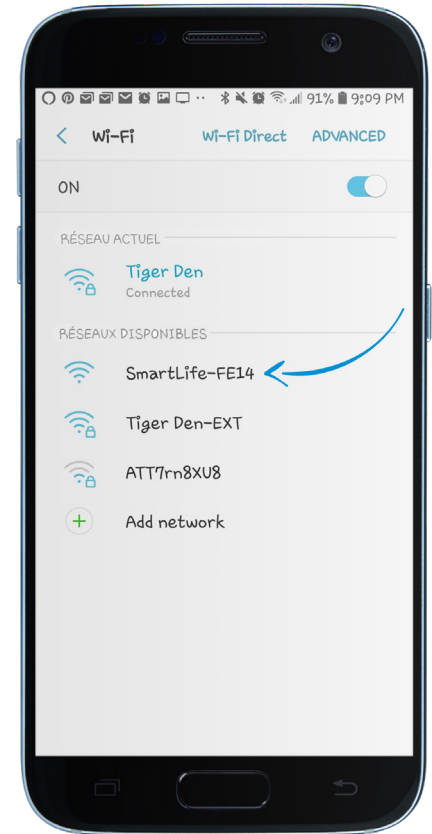 91% 9:09 PM
Wi-Fi Wi-Fi Direct ADVANCED
ON
RÉSEAU ACTUEL
Tiger Den
Connected
RÉSEAUX DISPONIBLES
SmartLife-FE14
Tiger Den-EXT
ATT7rn8XU8
Add network